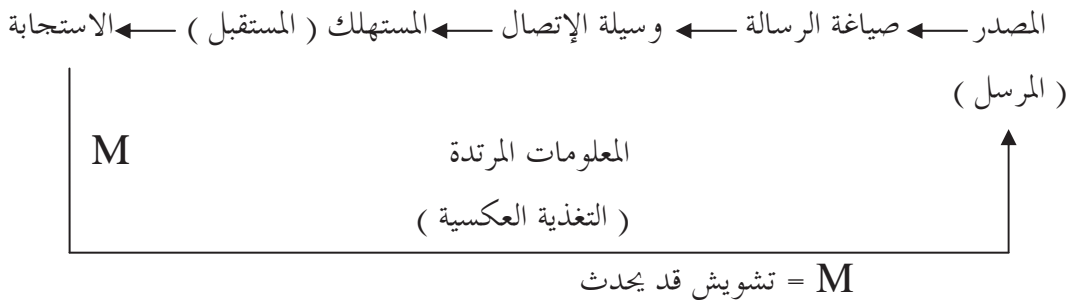 المصدر صياغة الرسالة وسيلة الإتصال المستهلك ( المستقبل ) الاستجابة
( المرسل )
المعلومات المرتدة M
( التغذية العكسية )
M = تشويش قد يحدث